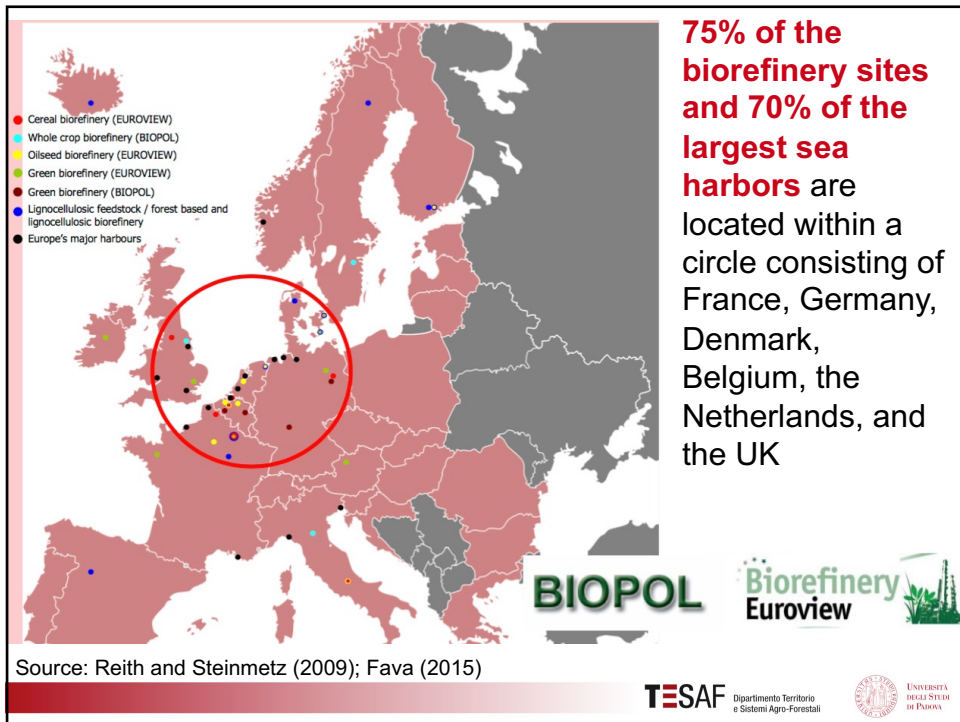 75% of the
biorefinery sites
and 70% of the
largest sea
harbors are
located within a
circle consisting of
France, Germany,
Denmark,
Belgium, the
Netherlands, and
the UK
Cereal biorefinery (EUROVIEW)
Whole crop biorefinery (BIOPOL)
Oilseed biorefinery (EUROVIEW)
Green biorefinery (EUROVIEW)
Green biorefinery (BIOPOL)
Lignocellulosic feedstock / forest based and
lignocellulosic biorefinery
Europe's major harbours
BIOPOL
Biorefinery
Euroview
Source: Reith and Steinmetz (2009); Fava (2015)
TESAF
Dipartimento Territorio
e Sistemi Agro-Forestali
UNIVERSITÀ
DEGLI STUDI
DI PADOVA